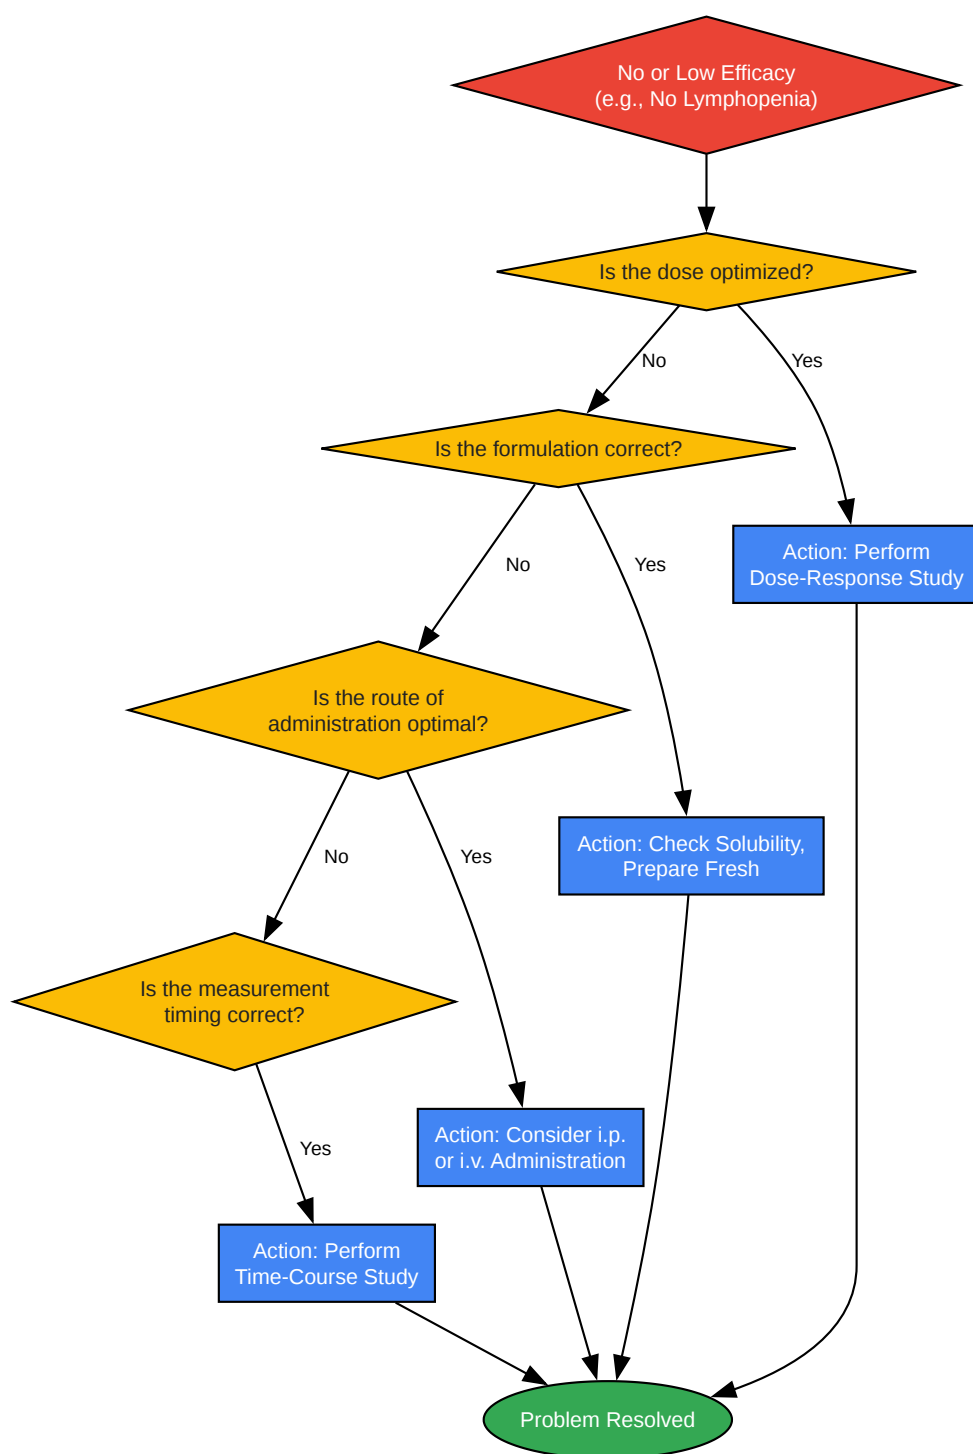 No or Low Efficacy
(e.g., No Lymphopenia)
Is the dose optimized?
No
Yes
Is the formulation correct?
Action: Perform
Dose-Response Study
No
Yes
Is the route of
administration optimal?
Action: Check Solubility,
Prepare Fresh
No
Yes
Is the measurement
timing correct?
Action: Consider i.p.
or i.v. Administration
Yes
Action: Perform
Time-Course Study
Problem Resolved